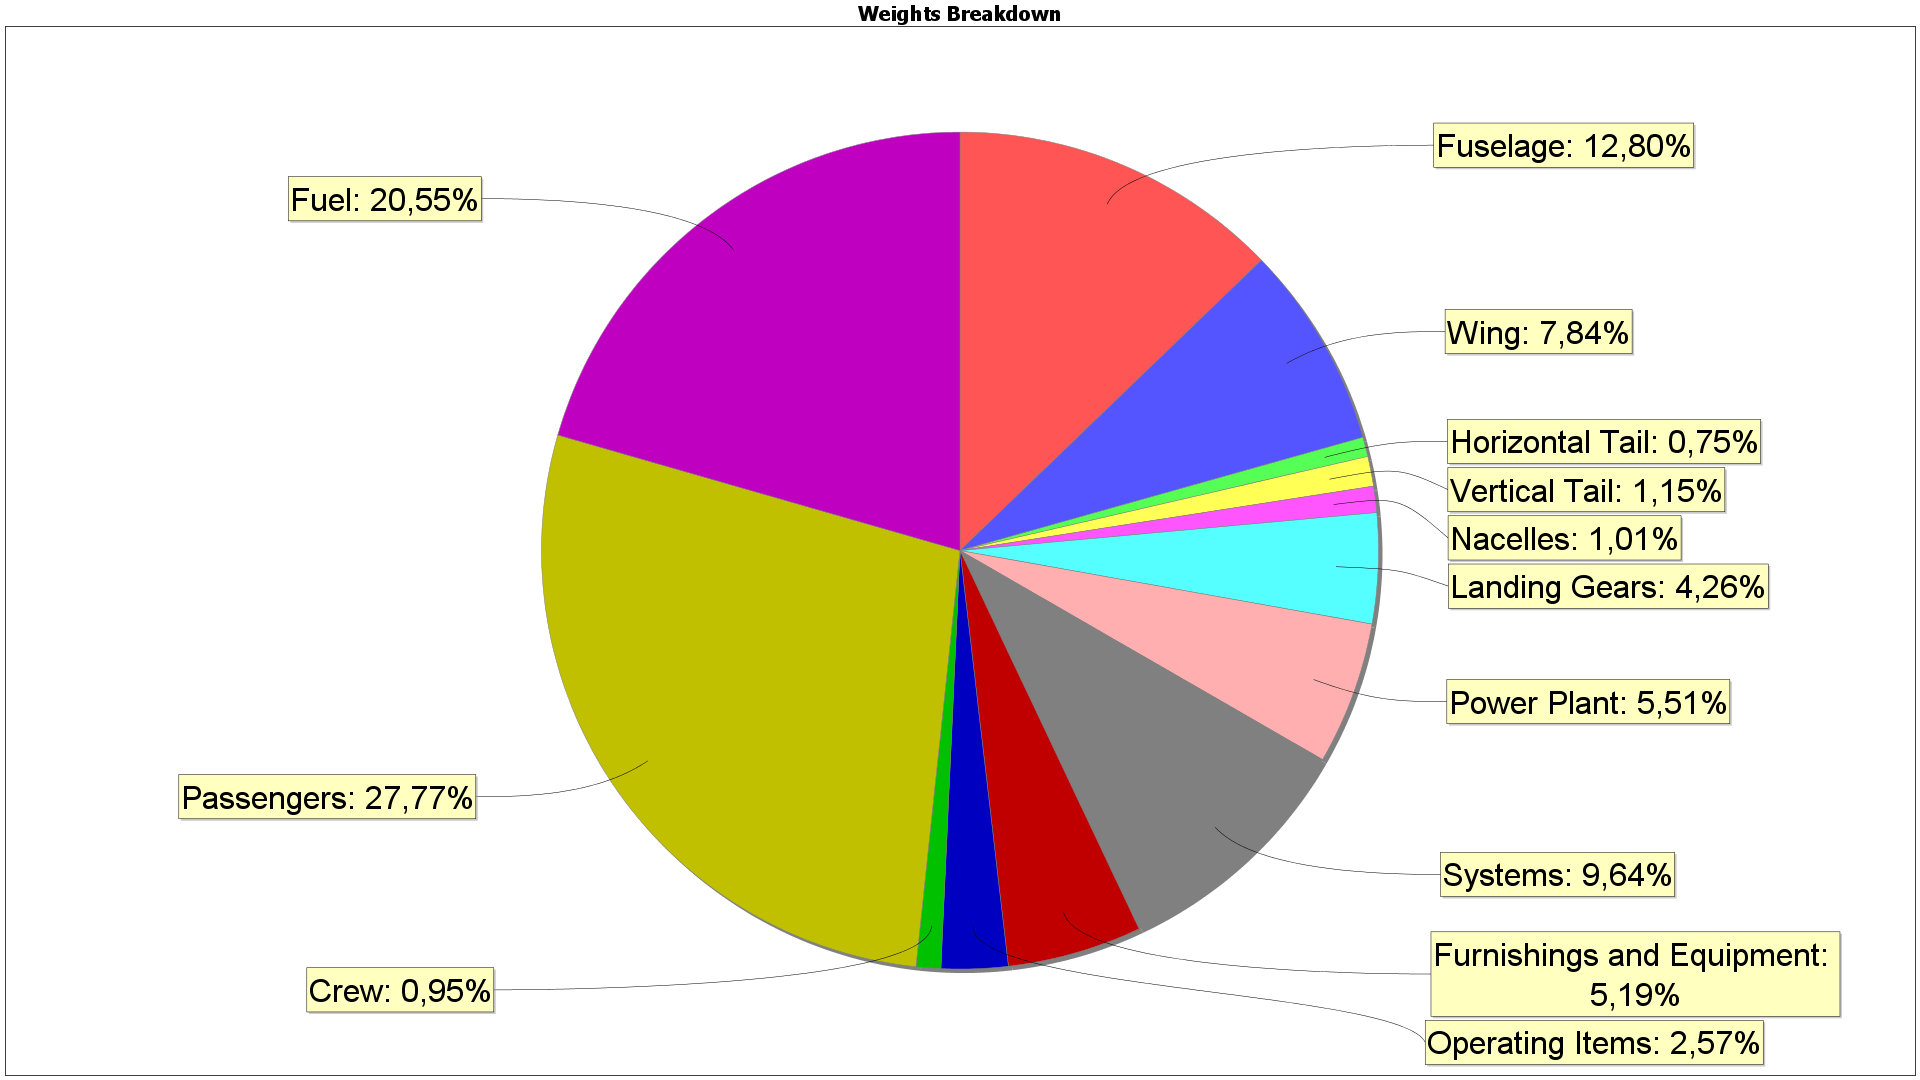 Weights Breakdown
Fuselage: 12,80%
Fuel: 20,55%
Wing: 7,84%
Horizontal Tail: 0,75%
Vertical Tail: 1,15%
Nacelles: 1,01%
Landing Gears: 4,26%
Power Plant: 5,51%
Passengers: 27,77%
Systems: 9,64%
Furnishings and Equipment:
5,19%
Crew: 0,95%
Operating Items: 2,57%